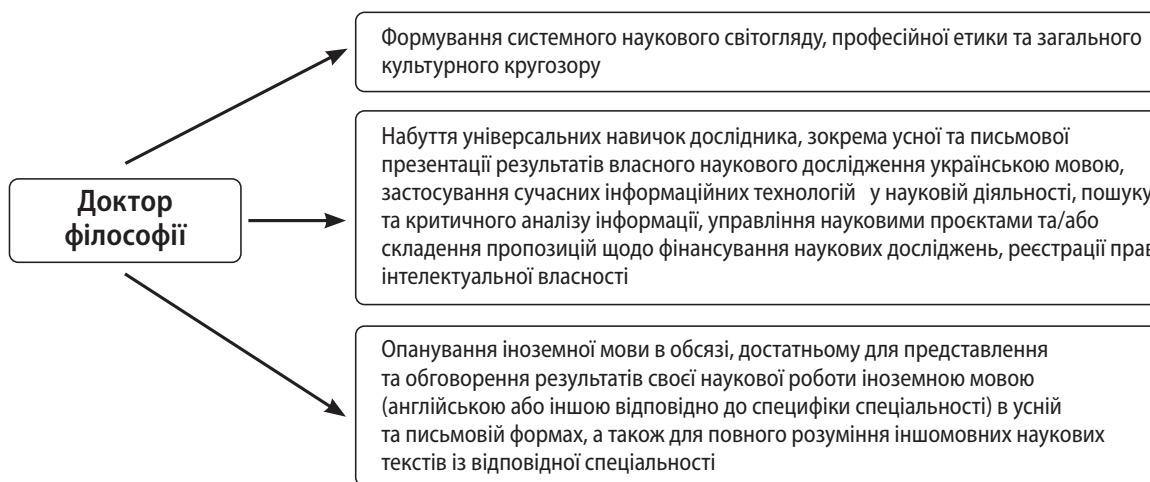 Формування системного наукового світогляду, професійної етики та загального
культурного кругозору
Доктор
філософії
Набуття універсальних навичок дослідника, зокрема усної та письмової
презентації результатів власного наукового дослідження українською мовою,
застосування сучасних інформаційних технологій у науковій діяльності, пошуку
та критичного аналізу інформації, управління науковими проєктами та/або
складення пропозицій щодо фінансування наукових досліджень, реєстрації прав
інтелектуальної власності
Опанування іноземної мови в обсязі, достатньому для представлення
та обговорення результатів своєї наукової роботи іноземною мовою
(англійською або іншою відповідно до специфіки спеціальності) в усній
та письмовій формах, а також для повного розуміння іншомовних наукових
текстів із відповідної спеціальності